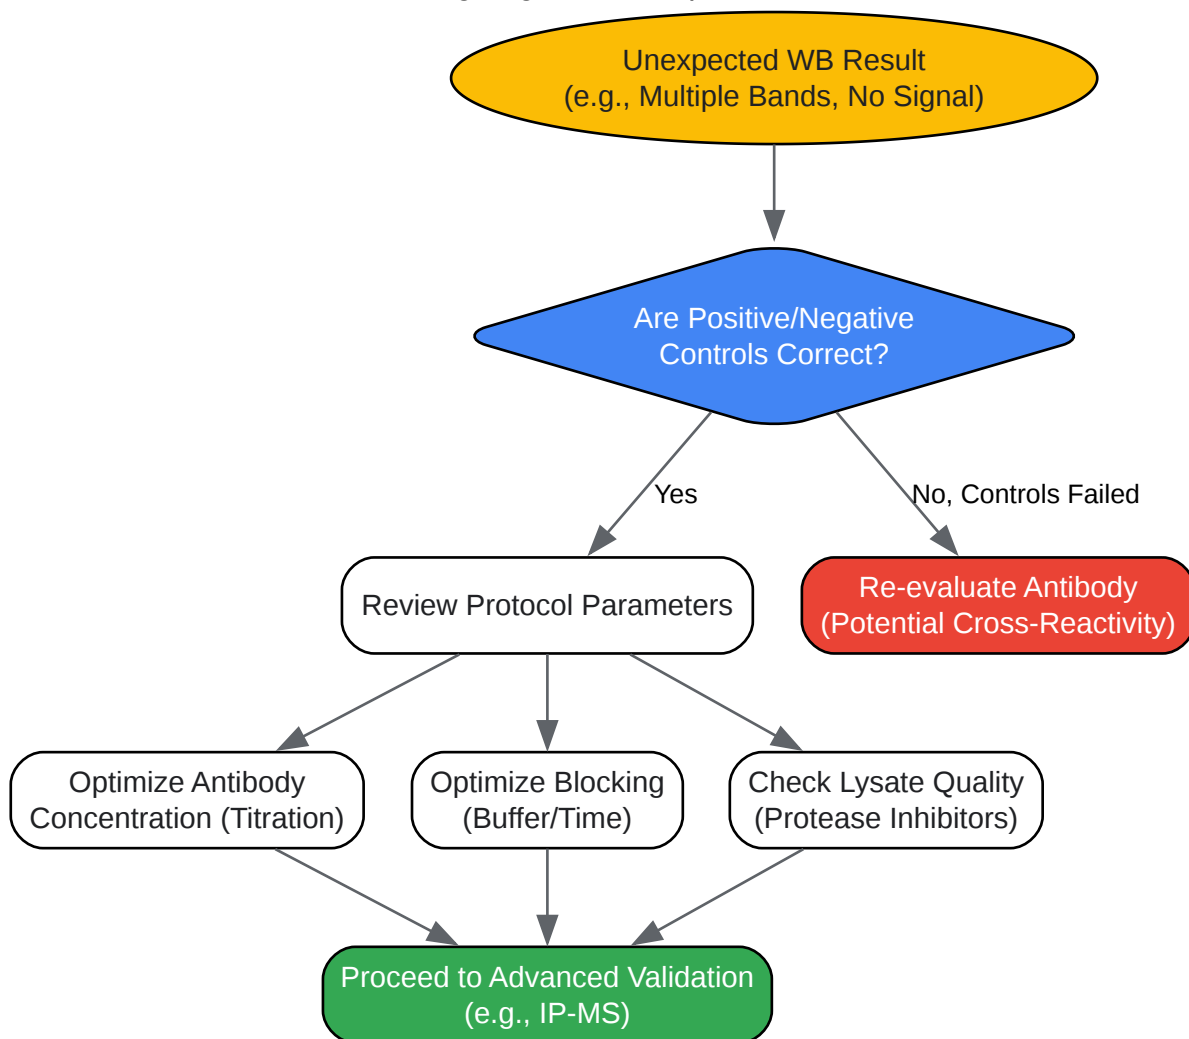 Unexpected WB Result
(e.g., Multiple Bands, No Signal)
Are Positive/Negative
Controls Correct?
Yes
No, Controls Failed
Review Protocol Parameters
Re-evaluate Antibody
(Potential Cross-Reactivity)
Optimize Antibody
Concentration (Titration)
Optimize Blocking
(Buffer/Time)
Check Lysate Quality
(Protease Inhibitors)
Proceed to Advanced Validation
(e.g., IP-MS)